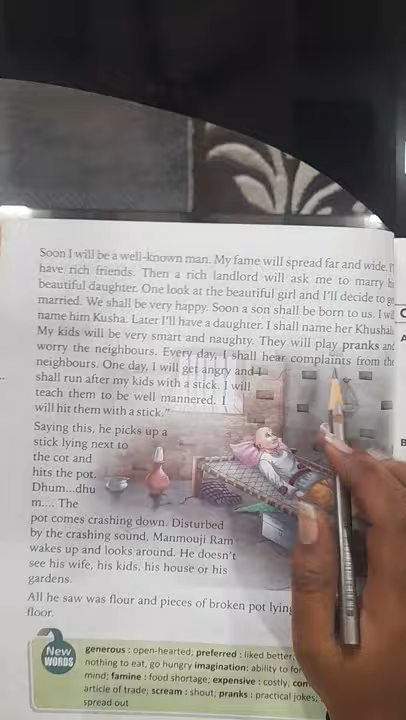 Soon I will be a well-known man. My fame will spread far and wide. I'
have rich friends. Then a rich landlord will ask me to marry h
beautiful daughter. One look at the beautiful girl and I'll decide to ge
married. We shall be very happy. Soon a son shall be born to us. I wi
name him Kusha. Later I'll have a daughter. I shall name her Khushali
My kids will be very smart and naughty. They will play pranks and
worry the neighbours. Every day, I shall hear complaints from the
neighbours. One day, I will get angry and I
shall run after my kids with a stick. I will
teach them to be well mannered. I
will hit them with a stick."
Saying this, he picks up a
stick lying next to
the cot and
hits the pot.
Dhum...dhu
m.... The
pot comes crashing down. Disturbed
by the crashing sound, Manmouji Ram
wakes up and looks around. He doesn't
see his wife, his kids, his house or his
gardens.
All he saw was flour and pieces of broken pot lying
floor.
New
WORDS
generous : open-hearted; preferred : liked better;
nothing to eat, go hungry imagination: ability to for
mind; famine : food shortage; expensive : costly; com
article of trade; scream : shout; pranks : practical jokes;
spread out
C
A
B